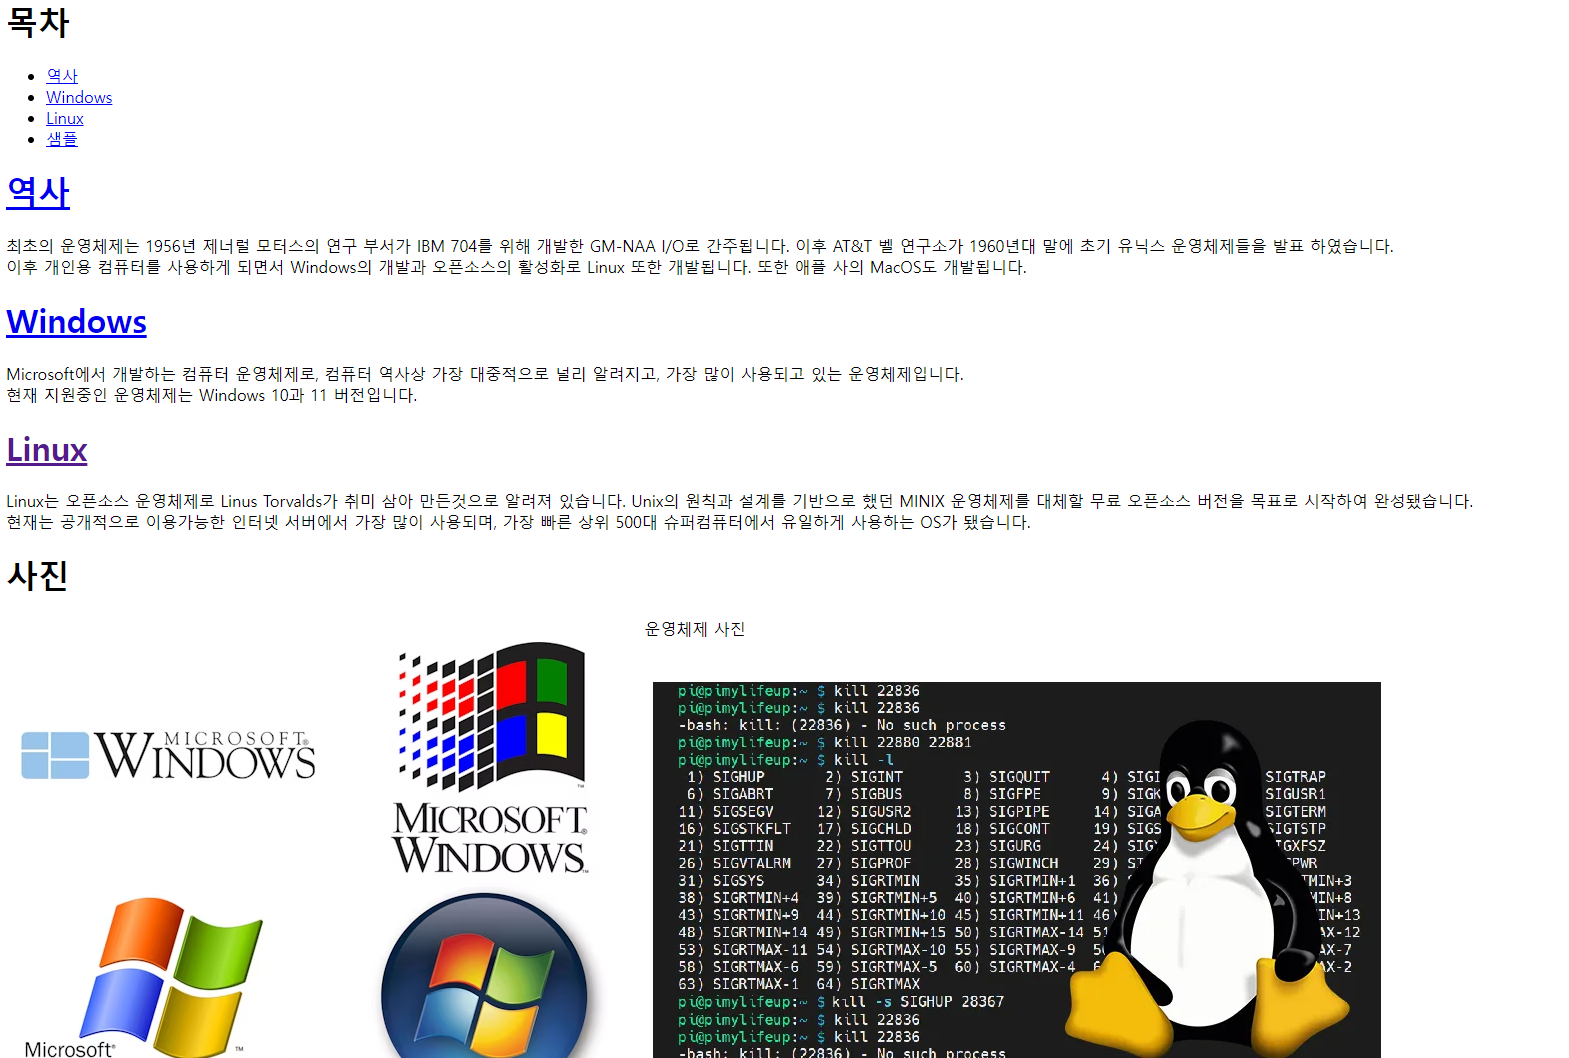 목차
역사
Windows
Linux
샘플
역사
최초의 운영체제는 1956년 제너럴 모터스의 연구 부서가 IBM 704를 위해 개발한 GM-NAA I/O로 간주됩니다. 이후 AT&T 벨 연구소가 1960년대 말에 초기 유닉스 운영체제들을 발표 하였습니다.
이후 개인용 컴퓨터를 사용하게 되면서 Windows의 개발과 오픈소스의 활성화로 Linux 또한 개발됩니다. 또한 애플 사의 MacOS도 개발됩니다.
Windows
Microsoft에서 개발하는 컴퓨터 운영체제로, 컴퓨터 역사상 가장 대중적으로 널리 알려지고, 가장 많이 사용되고 있는 운영체제입니다.
현재 지원중인 운영체제는 Windows 10과 11 버전입니다.
Linux
Linux는 오픈소스 운영체제로 Linus Torvalds가 취미 삼아 만든것으로 알려져 있습니다. Unix의 원칙과 설계를 기반으로 했던 MINIX 운영체제를 대체할 무료 오픈소스 버전을 목표로 시작하여 완성됐습니다.
현재는 공개적으로 이용가능한 인터넷 서버에서 가장 많이 사용되며, 가장 빠른 상위 500대 슈퍼컴퓨터에서 유일하게 사용하는 OS가 됐습니다.
사진
운영체제 사진
MICROSOFT®
WINDOWS
™
MICROSOFT®
WINDOWS™
Microsoft® ™
pi@pimylifeup:~ $ kill 22836
pi@pimylifeup:~ $ kill 22836
-bash: kill: (22836) - No such process
pi@pimylifeup:~ $ kill 22880 22881
pi@pimylifeup:~ $ kill -l
1) SIGHUP 2) SIGINT 3) SIGQUIT 4) SIGI SIGTRAP
6) SIGABRT 7) SIGBUS 8) SIGFPE 9) SIGK SIGUSR1
11) SIGSEGV 12) SIGUSR2 13) SIGPIPE 14) SIGA SIGTERM
16) SIGSTKFLT 17) SIGCHLD 18) SIGCONT 19) SIGS SIGTSTP
21) SIGTTIN 22) SIGTTOU 23) SIGURG 24) SIG IGXFSZ
26) SIGVTALRM 27) SIGPROF 28) SIGWINCH 29) SI PWR
31) SIGSYS 34) SIGRTMIN 35) SIGRTMIN+1 36) TMIN+3
38) SIGRTMIN+4 39) SIGRTMIN+5 40) SIGRTMIN+6 41) IN+8
43) SIGRTMIN+9 44) SIGRTMIN+10 45) SIGRTMIN+11 46) IN+13
48) SIGRTMIN+14 49) SIGRTMIN+15 50) SIGRTMAX-14 51 AX-12
53) SIGRTMAX-11 54) SIGRTMAX-10 55) SIGRTMAX-9 AX-7
58) SIGRTMAX-6 59) SIGRTMAX-5 60) SIGRTMAX-4 AX-2
63) SIGRTMAX-1 64) SIGRTMAX
pi@pimylifeup:~ $ kill -s SIGHUP 28367
pi@pimylifeup:~ $ kill 22836
pi@pimylifeup:~ $ kill 22836
-bash: kill: (22836) - No such process